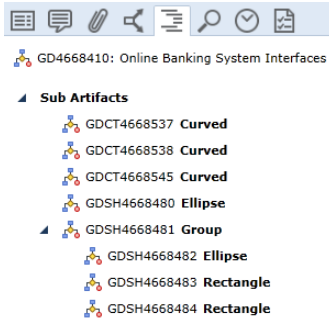 GD4668410: Online Banking System Interfaces
Sub Artifacts
GDCT4668537 Curved
GDCT4668538 Curved
GDCT4668545 Curved
GDSH4668480 Ellipse
GDSH4668481 Group
GDSH4668482 Ellipse
GDSH4668483 Rectangle
GDSH4668484 Rectangle